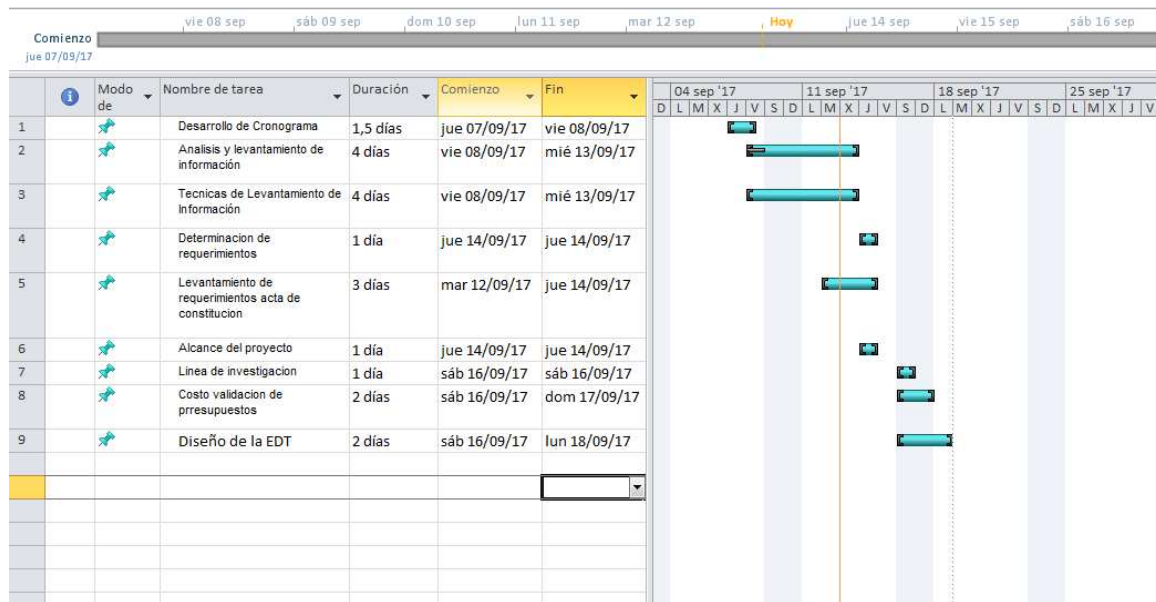 vie 08 sep sáb 09 sep dom 10 sep lun 11 sep mar 12 sep Hoy jue 14 sep vie 15 sep sáb 16 sep
Comienzo
jue 07/09/17
Modo de Nombre de tarea Duración Comienzo Fin
04 sep '17 11 sep '17 18 sep '17 25 sep '17
D L M X J V S D L M X J V S D L M X J V S D L M X J V
1 Desarrollo de Cronograma 1,5 días jue 07/09/17 vie 08/09/17
2 Analisis y levantamiento de 4 días vie 08/09/17 mié 13/09/17
información
3 Tecnicas de Levantamiento de 4 días vie 08/09/17 mié 13/09/17
Información
4 Determinacion de 1 día jue 14/09/17 jue 14/09/17
requerimientos
5 Levantamiento de 3 días mar 12/09/17 jue 14/09/17
requerimientos acta de
constitucion
6 Alcance del proyecto 1 día jue 14/09/17 jue 14/09/17
7 Linea de investigacion 1 día sáb 16/09/17 sáb 16/09/17
8 Costo validacion de 2 días sáb 16/09/17 dom 17/09/17
prresupuestos
9 Diseño de la EDT 2 días sáb 16/09/17 lun 18/09/17